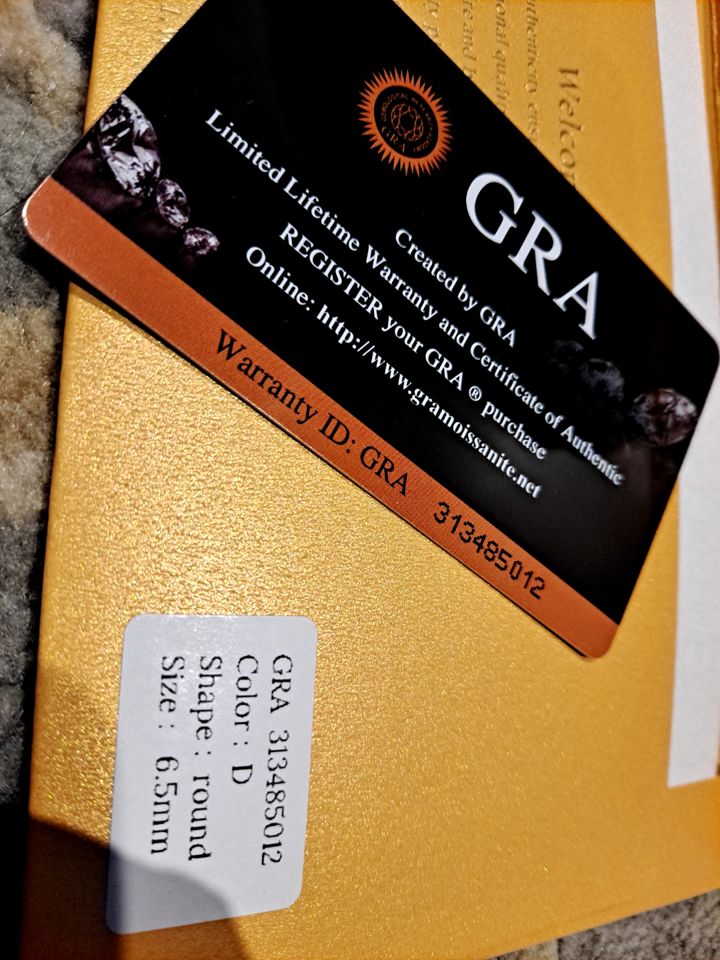 GRA
Created by GRA
Limited Lifetime Warranty and Certificate of Authentic
REGISTER your GRA ® purchase
Online: http://www.gramoissanite.net
Warranty ID: GRA 313485012
GRA 313485012
Color : D
Shape : round
Size : 6.5mm